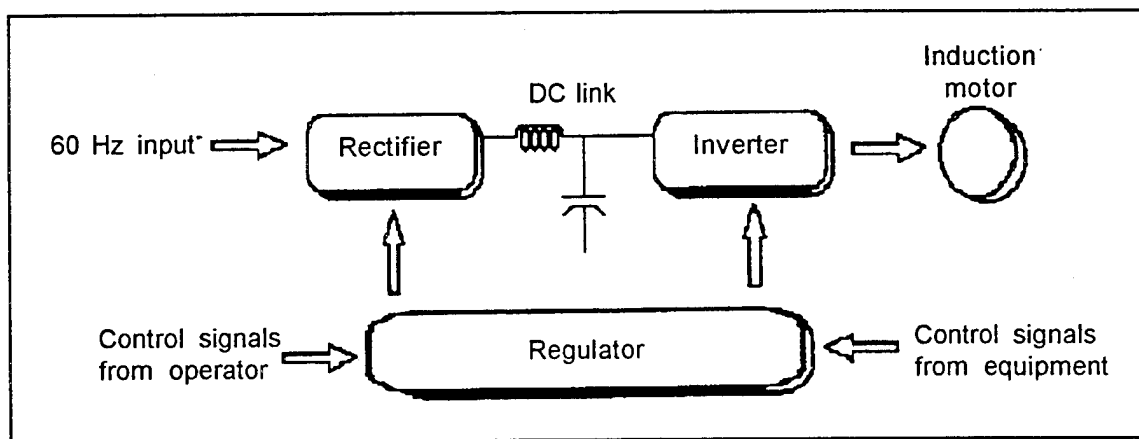 Induction
motor
DC link
60 Hz input
Rectifier
Inverter
Control signals
from operator
Regulator
Control signals
from equipment